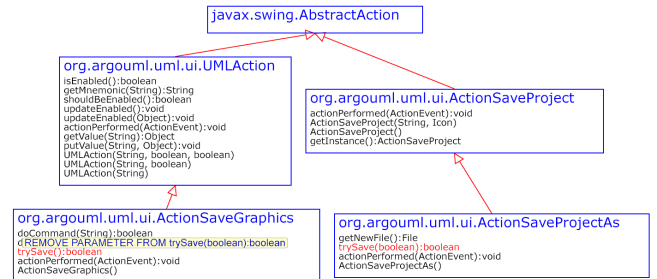 javax.swing.AbstractAction
org.argouml.uml.ui.UMLAction
isEnabled():boolean
getMnemonic(String):String
shouldBeEnabled():boolean
updateEnabled():void
updateEnabled(Object):void
actionPerformed(ActionEvent):void
getValue(String):Object
putValue(String, Object):void
UMLAction(String, boolean, boolean)
UMLAction(String, boolean)
UMLAction(String)
org.argouml.uml.ui.ActionSaveProject
actionPerformed(ActionEvent):void
ActionSaveProject(String, Icon)
ActionSaveProject()
getInstance():ActionSaveProject
org.argouml.uml.ui.ActionSaveGraphics
doCommand(String):boolean
d REMOVE PARAMETER FROM trySave(boolean):boolean
trySave():boolean
actionPerformed(ActionEvent):void
ActionSaveGraphics()
org.argouml.uml.ui.ActionSaveProjectAs
getNewFile():File
trySave(boolean):boolean
actionPerformed(ActionEvent):void
ActionSaveProjectAs()